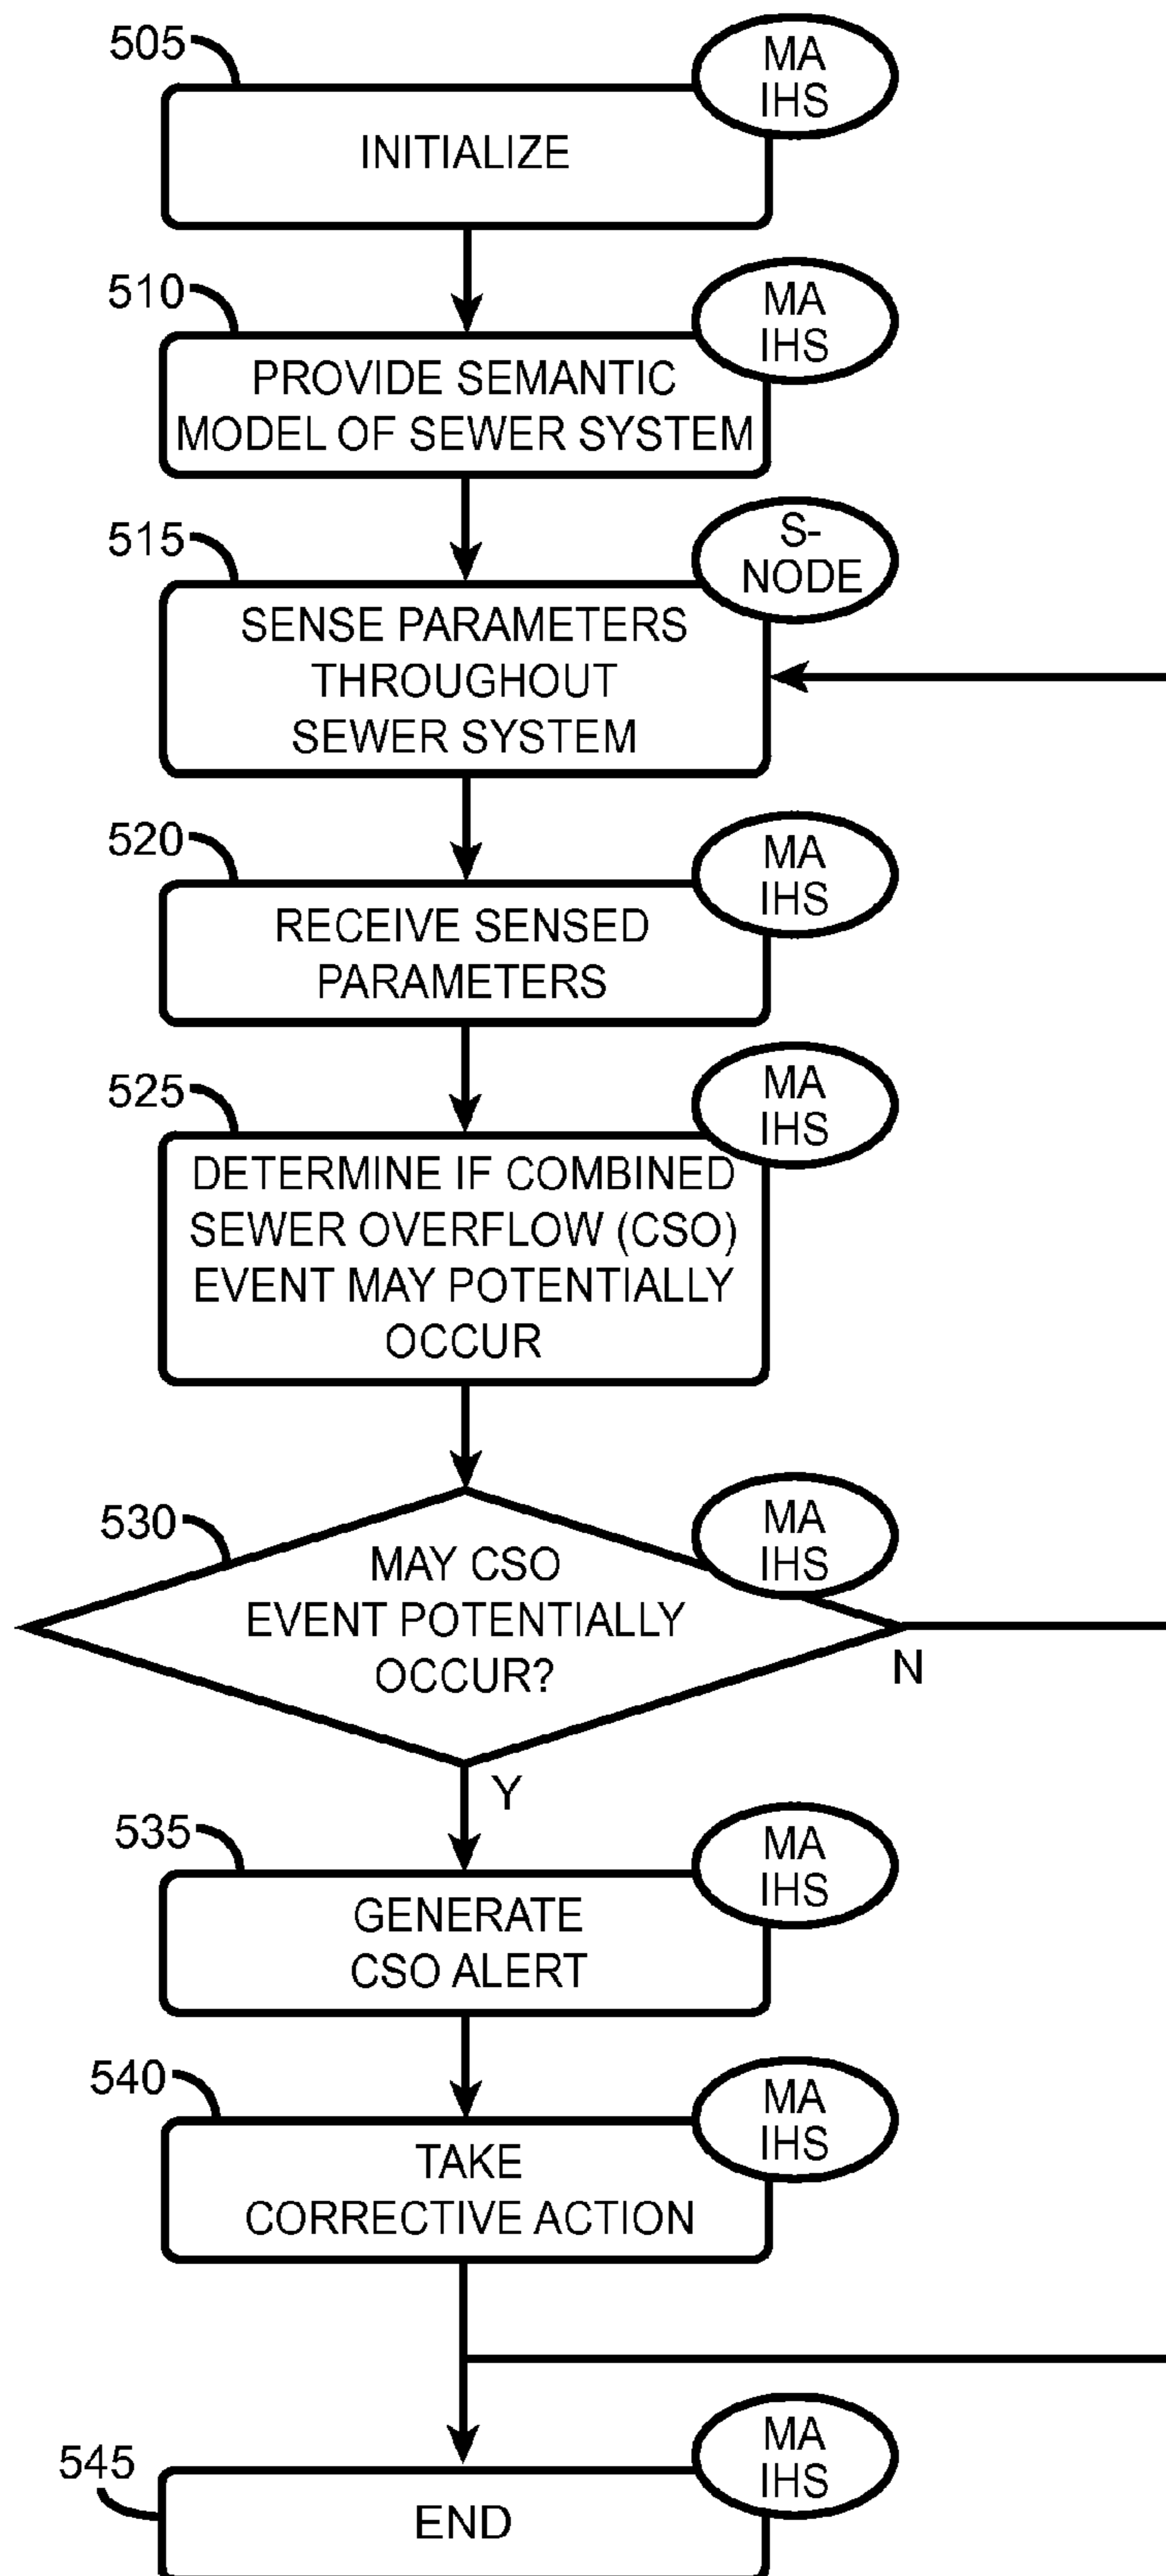 505
MA
IHS
INITIALIZE
510
MA
IHS
PROVIDE SEMANTIC
MODEL OF SEWER SYSTEM
515
S-
NODE
SENSE PARAMETERS
THROUGHOUT
SEWER SYSTEM
520
MA
IHS
RECEIVE SENSED
PARAMETERS
525
MA
IHS
DETERMINE IF COMBINED
SEWER OVERFLOW (CSO)
EVENT MAY POTENTIALLY
OCCUR
530
MA
IHS
MAY CSO
EVENT POTENTIALLY
OCCUR?
N
Y
535
MA
IHS
GENERATE
CSO ALERT
540
MA
IHS
TAKE
CORRECTIVE ACTION
545
MA
IHS
END